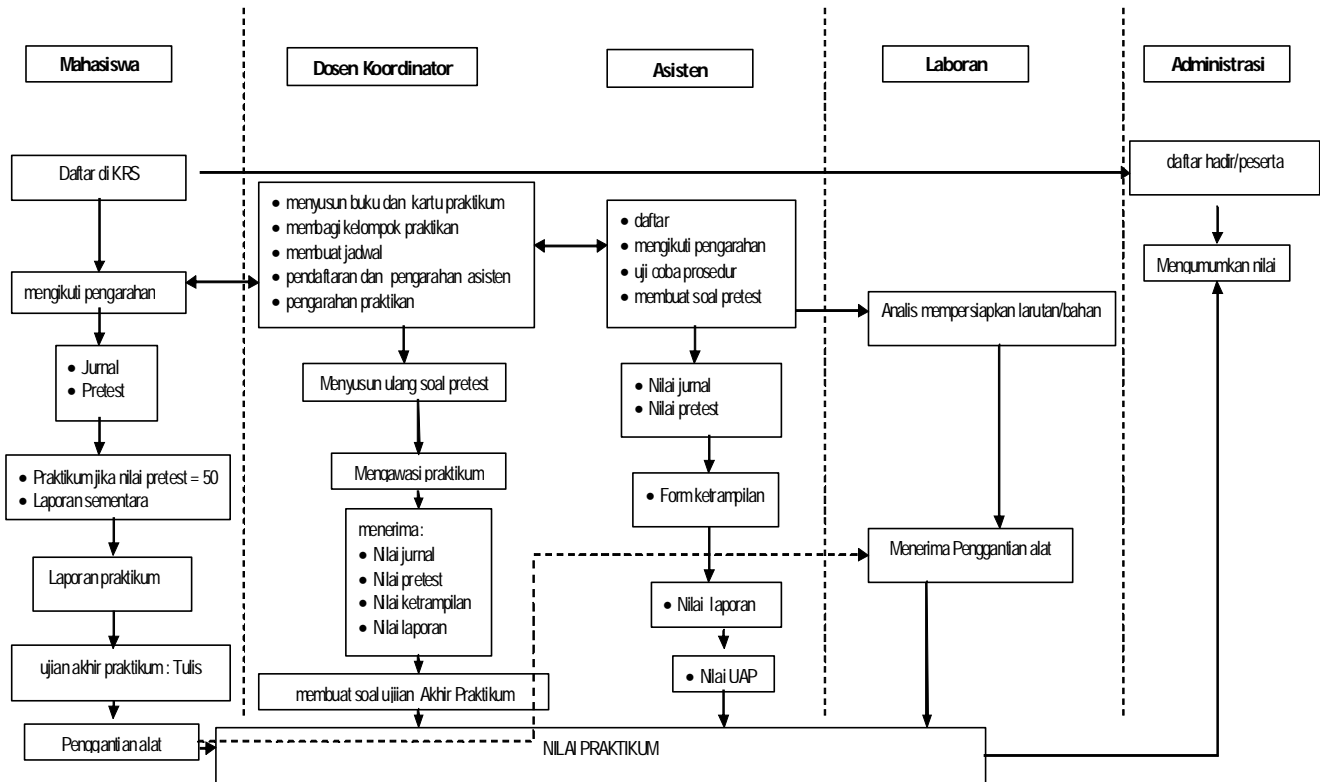 Mahasiswa
Dosen Koordinator
Asisten
Laboran
Administrasi
Daftar di KRS
daftar hadir/peserta
• menyusun buku dan kartu praktikum
• membagi kelompok praktikan
• membuat jadwal
• pendaftaran dan pengarahan asisten
• pengarahan praktikan
• daftar
• mengikuti pengarahan
• uji coba prosedur
• membuat soal pretest
Mengumumkan nilai
mengikuti pengarahan
Analis mempersiapkan larutan/bahan
• Jurnal
• Pretest
Menyusun ulang soal pretest
• Nilai jurnal
• Nilai pretest
• Praktikum jika nilai pretest = 50
• Laporan sementara
Mengawasi praktikum
• Form ketrampilan
menerima :
• Nilai jurnal
• Nilai pretest
• Nilai ketrampilan
• Nilai laporan
Menerima Penggantian alat
Laporan praktikum
• Nilai laporan
ujian akhir praktikum : Tulis
• Nilai UAP
membuat soal ujiian Akhir Praktikum
Penggantian alat
NILAI PRAKTIKUM